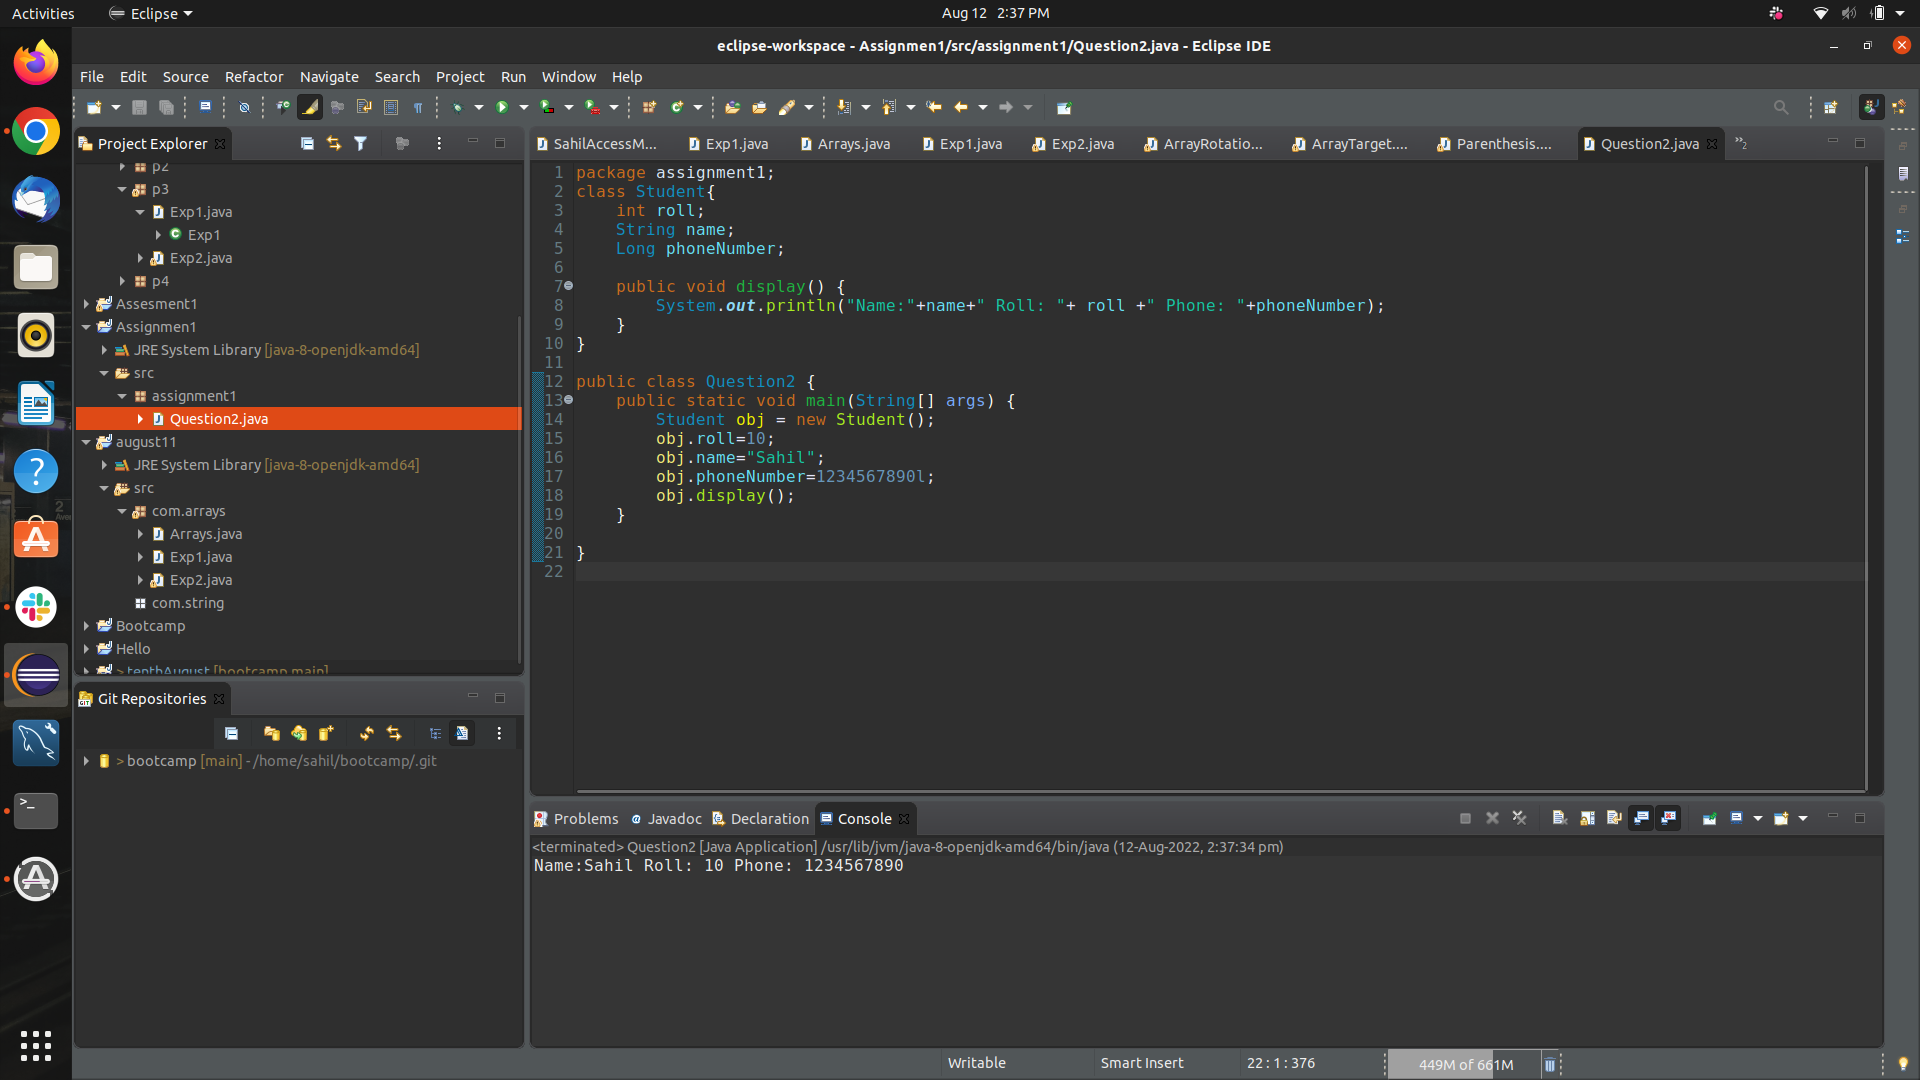 Activities Eclipse Aug 12 2:37 PM
eclipse-workspace - Assignmen1/src/assignment1/Question2.java - Eclipse IDE
File Edit Source Refactor Navigate Search Project Run Window Help
Project Explorer
p2
p3
Exp1.java
Exp1
Exp2.java
p4
Assesment1
Assignmen1
JRE System Library [java-8-openjdk-amd64]
src
assignment1
Question2.java
august11
JRE System Library [java-8-openjdk-amd64]
src
com.arrays
Arrays.java
Exp1.java
Exp2.java
com.string
Bootcamp
Hello
> tenthAugust [bootcamp main]
Git Repositories
> bootcamp [main] - /home/sahil/bootcamp/.git
SahilAccessM... Exp1.java Arrays.java Exp1.java Exp2.java ArrayRotatio... ArrayTarget.... Parenthesis.... Question2.java »2
1 package assignment1;
2 class Student{
3 int roll;
4 String name;
5 Long phoneNumber;
6
7 public void display() {
8 System.out.println("Name:"+name+" Roll: "+ roll +" Phone: "+phoneNumber);
9 }
10 }
11
12 public class Question2 {
13 public static void main(String[] args) {
14 Student obj = new Student();
15 obj.roll=10;
16 obj.name="Sahil";
17 obj.phoneNumber=1234567890l;
18 obj.display();
19 }
20
21 }
22
Problems Javadoc Declaration Console
<terminated> Question2 [Java Application] /usr/lib/jvm/java-8-openjdk-amd64/bin/java (12-Aug-2022, 2:37:34 pm)
Name:Sahil Roll: 10 Phone: 1234567890
Writable Smart Insert 22 : 1 : 376 449M of 661M